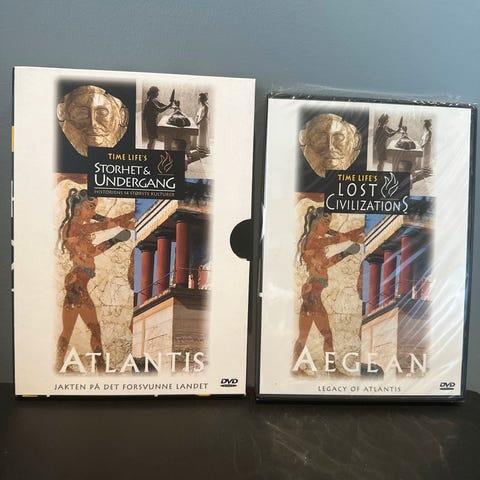 TIME LIFE'S
STORHET &
UNDERGANG
HISTORIENS 14 STØRSTE KULTURER
ATLANTIS
JAKTEN PÅ DET FORSVUNNE LANDET
DVD
TIME LIFE'S
LOST
CIVILIZATIONS
AEGEAN
LEGACY OF ATLANTIS
DVD